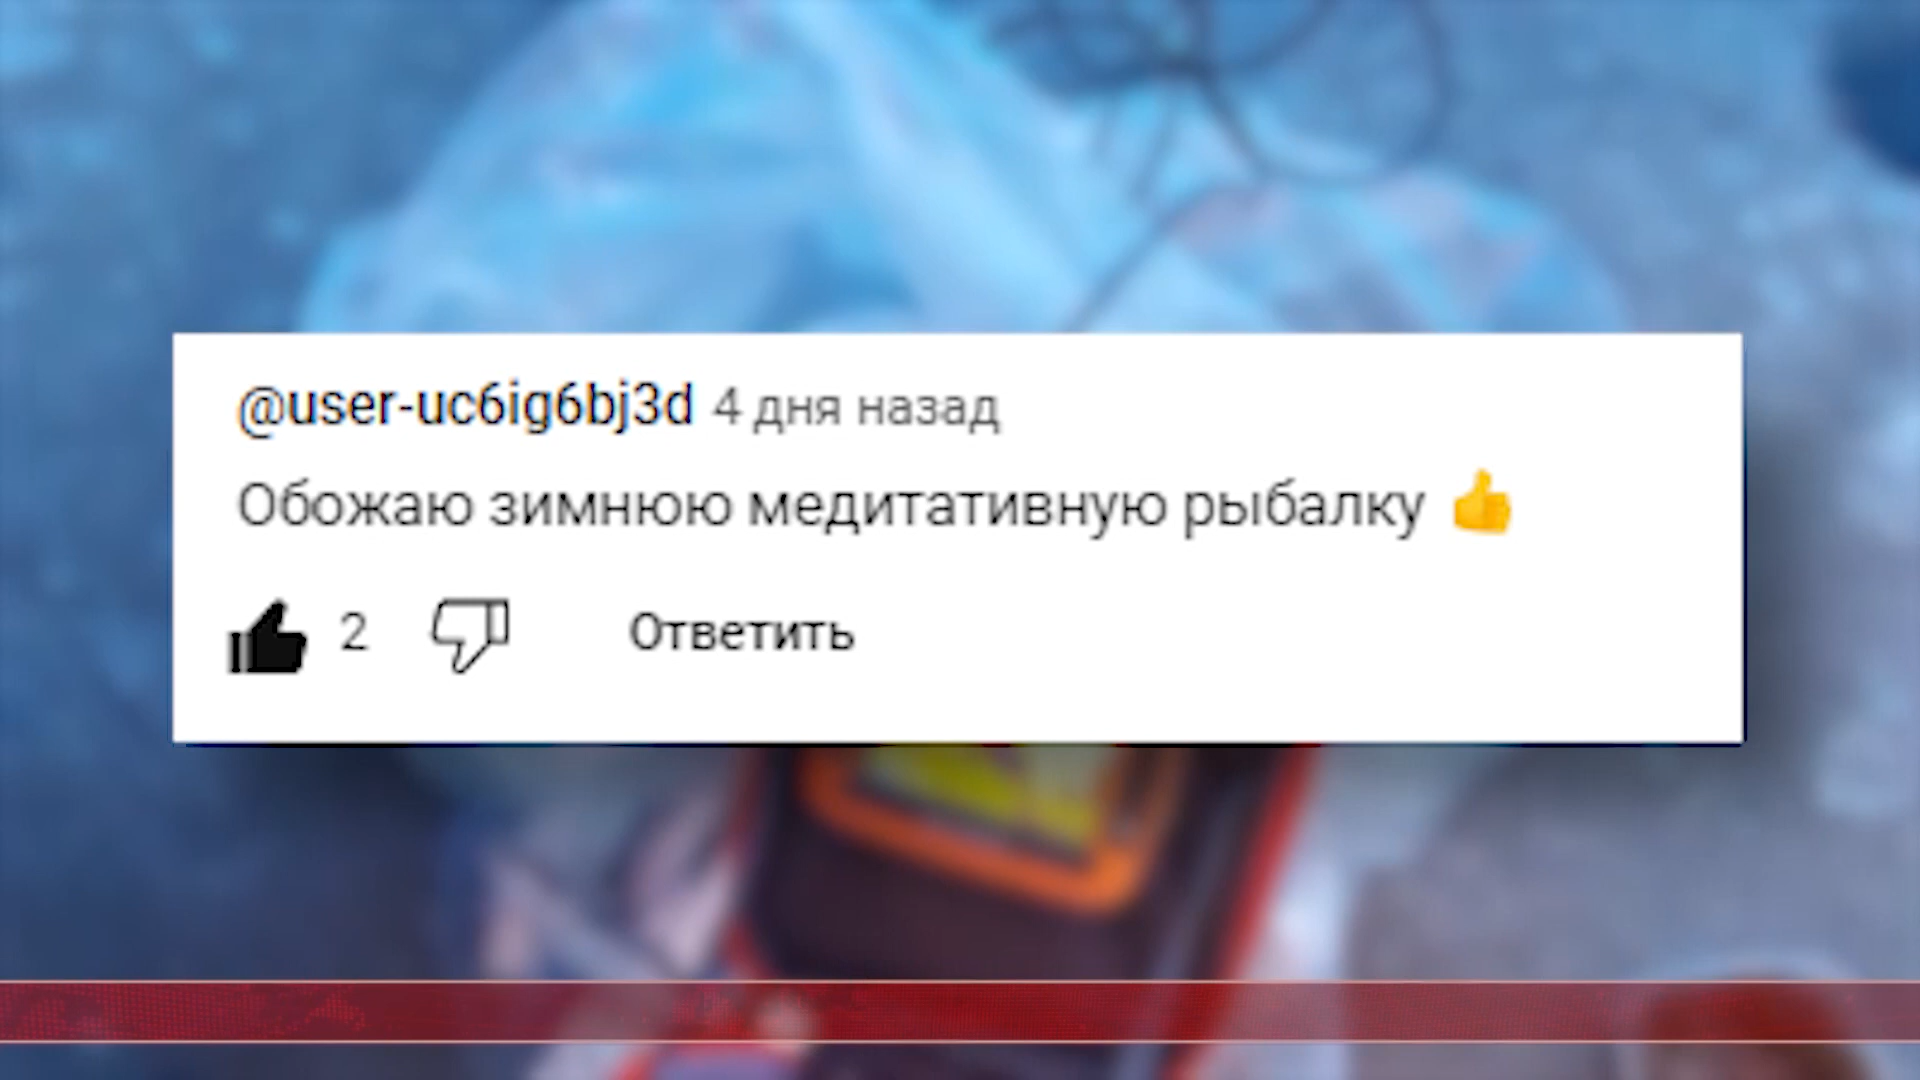 @user-uc6ig6bj3d 4 дня назад
Обожаю зимнюю медитативную рыбалку 👍
2 Ответить